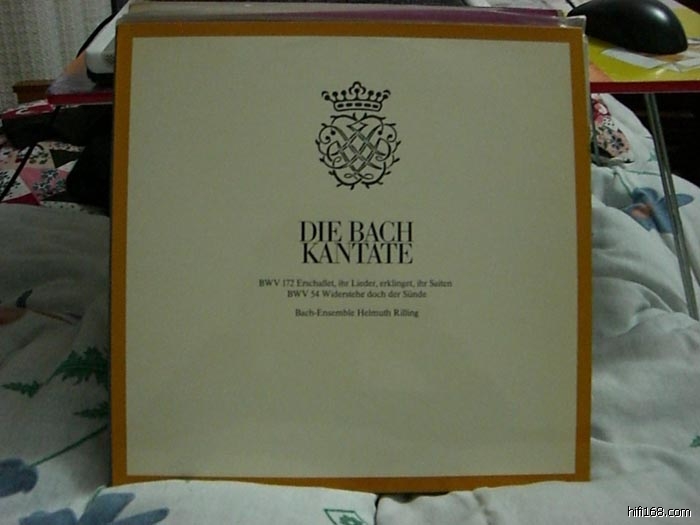 DIE BACH
KANTATE
BWV 172 Erschallet, ihr Lieder, erklinget, ihr Saiten
BWV 54 Widerstehe doch der Sünde
Bach-Ensemble Helmuth Rilling
hifi168.com